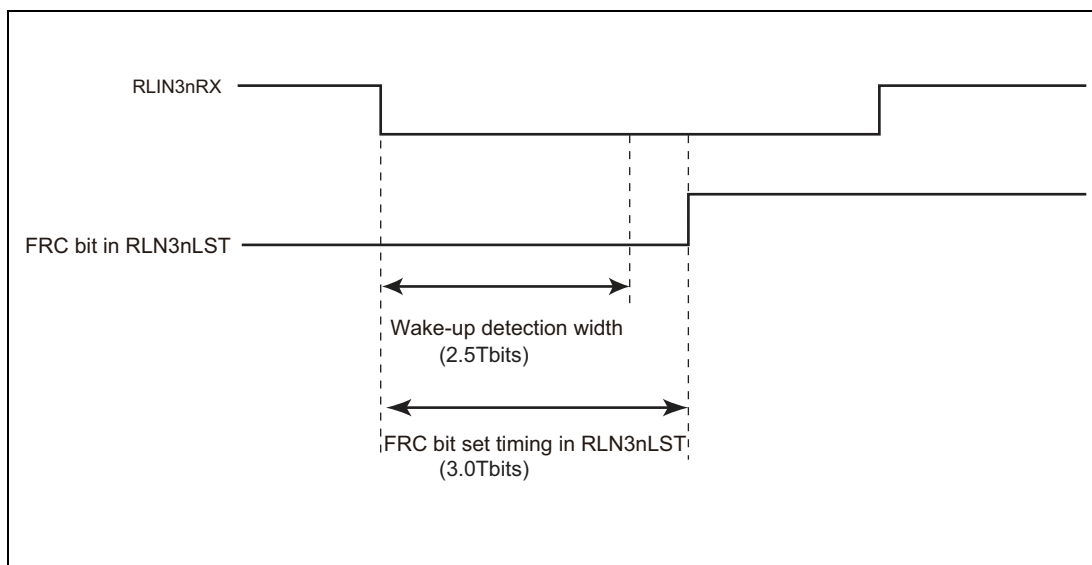 RLIN3nRX
FRC bit in RLN3nLST
Wake-up detection width
(2.5Tbits)
FRC bit set timing in RLN3nLST
(3.0Tbits)